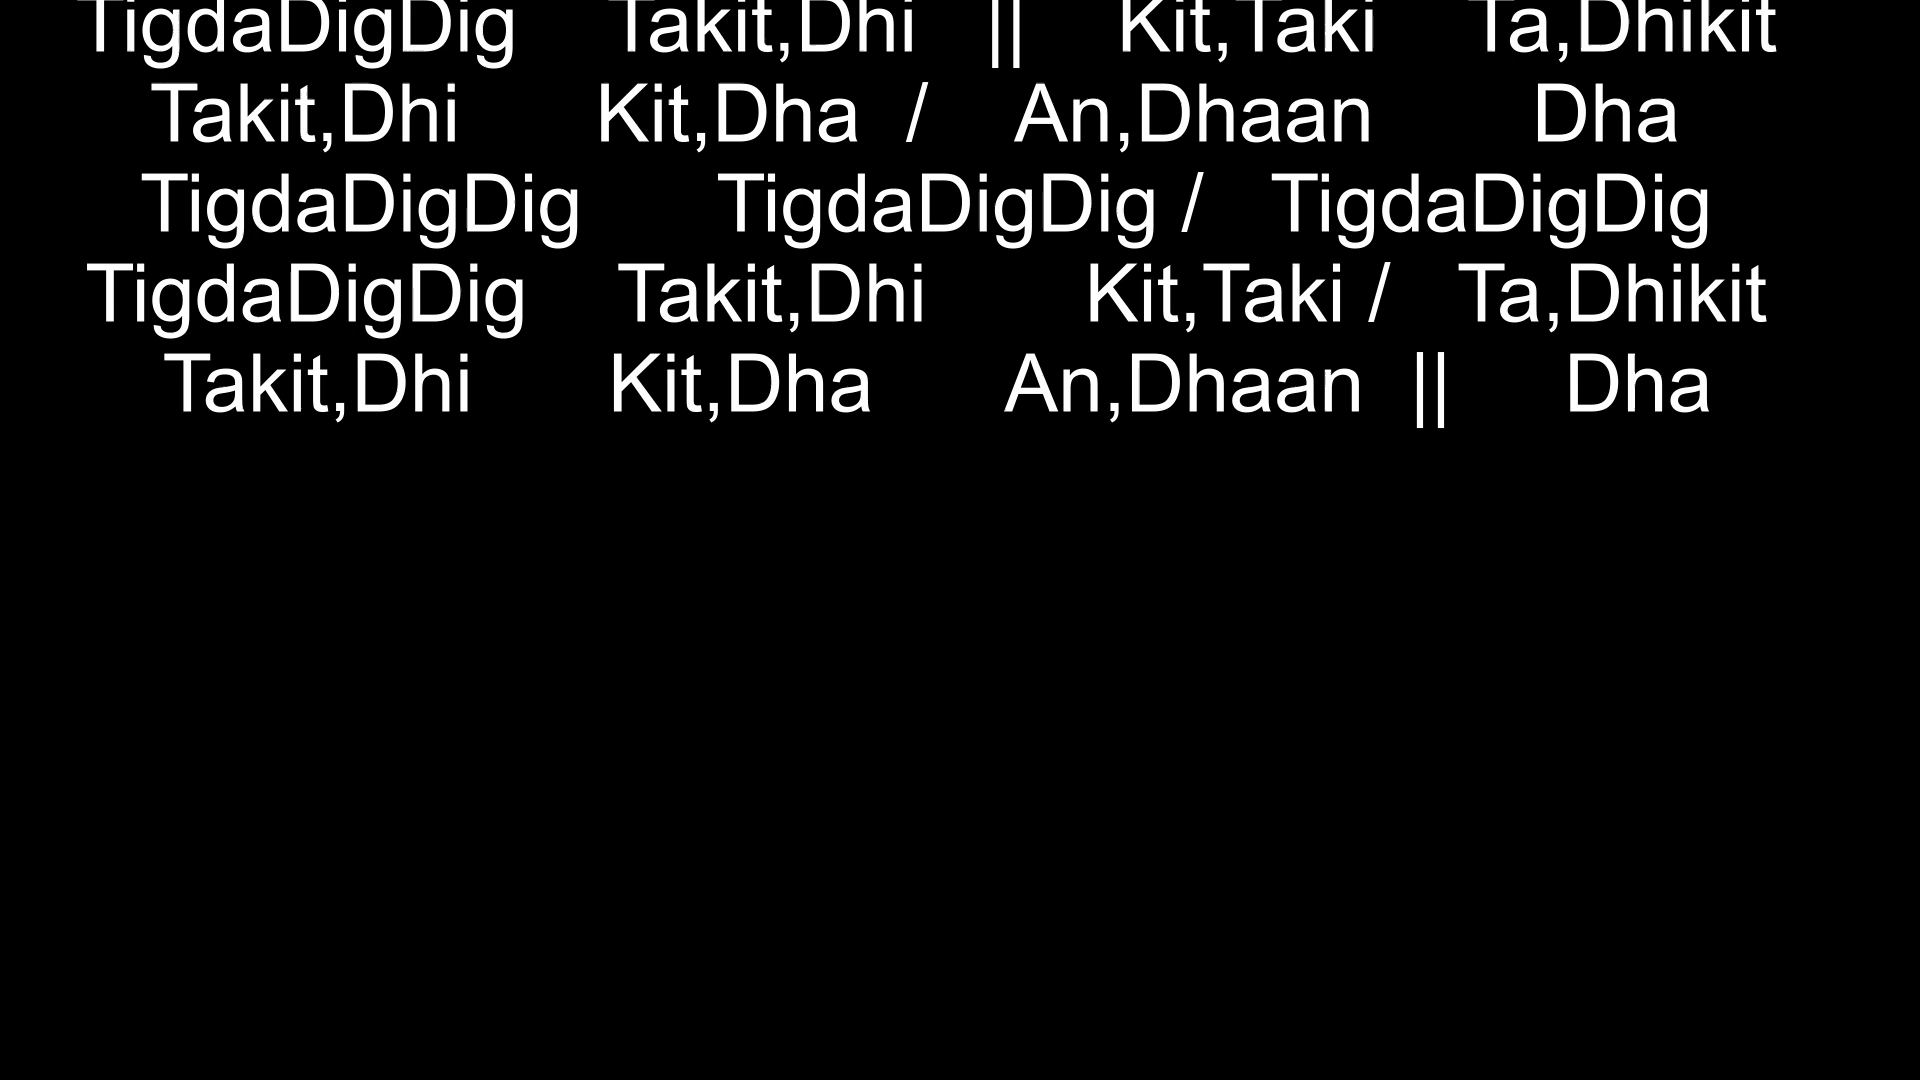 TigdaDigDig Takit,Dhi || Kit,Taki Ta,Dhikit
Takit,Dhi Kit,Dha / An,Dhaan Dha
TigdaDigDig TigdaDigDig / TigdaDigDig
TigdaDigDig Takit,Dhi Kit,Taki / Ta,Dhikit
Takit,Dhi Kit,Dha An,Dhaan || Dha